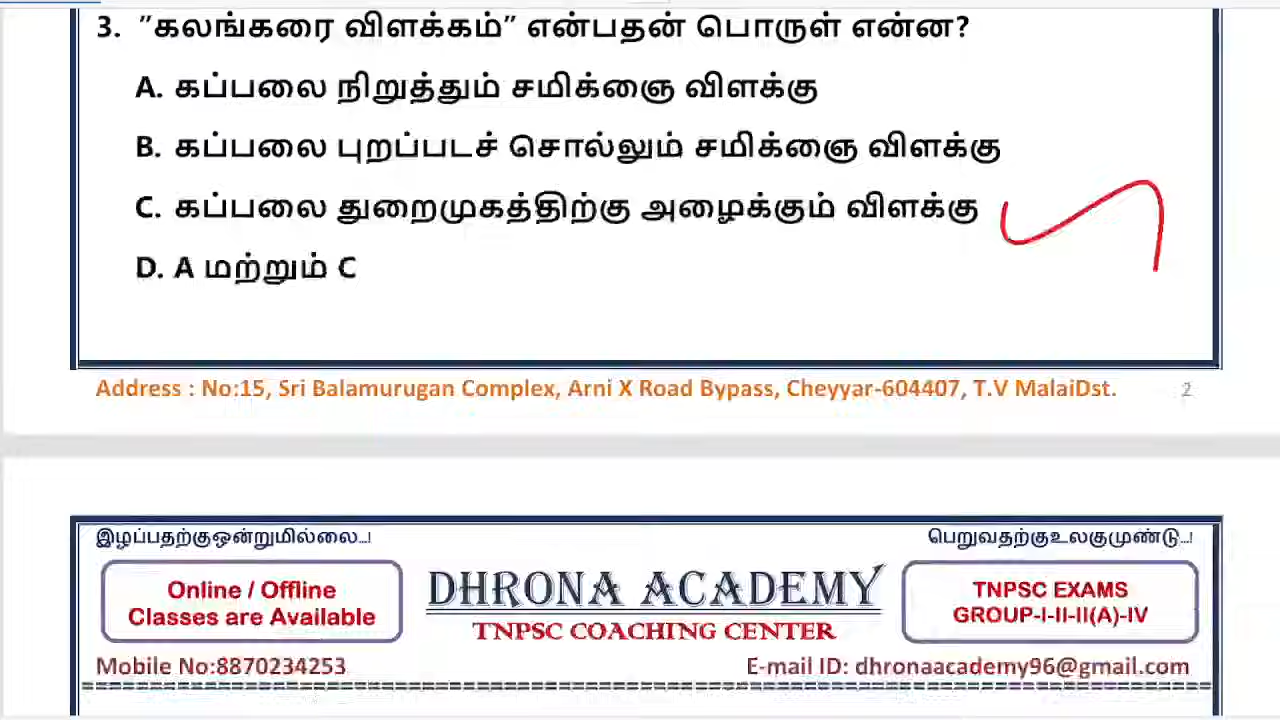 3. "கலங்கரை விளக்கம்" என்பதன் பொருள் என்ன?
A. கப்பலை நிறுத்தும் சமிக்ஞை விளக்கு
B. கப்பலை புறப்படச் சொல்லும் சமிக்ஞை விளக்கு
C. கப்பலை துறைமுகத்திற்கு அழைக்கும் விளக்கு
D. A மற்றும் C
Address : No:15, Sri Balamurugan Complex, Arni X Road Bypass, Cheyyar-604407, T.V MalaiDst. 2
இழப்பதற்குஒன்றுமில்லை...! பெறுவதற்குஉலகுமுண்டு...!
Online / Offline
Classes are Available
DHRONA ACADEMY
TNPSC COACHING CENTER
TNPSC EXAMS
GROUP-I-II-II(A)-IV
Mobile No:8870234253 E-mail ID: dhronaacademy96@gmail.com